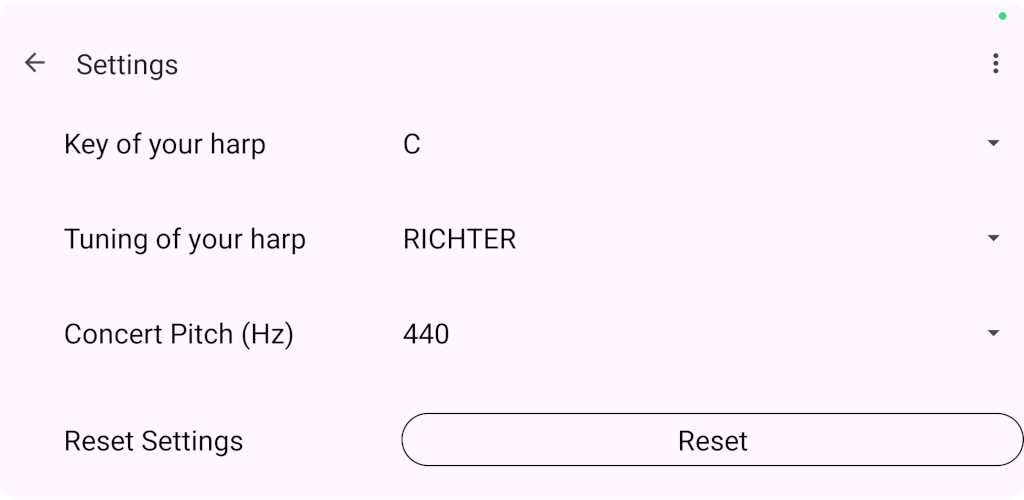 Settings
Key of your harp C
Tuning of your harp RICHTER
Concert Pitch (Hz) 440
Reset Settings Reset